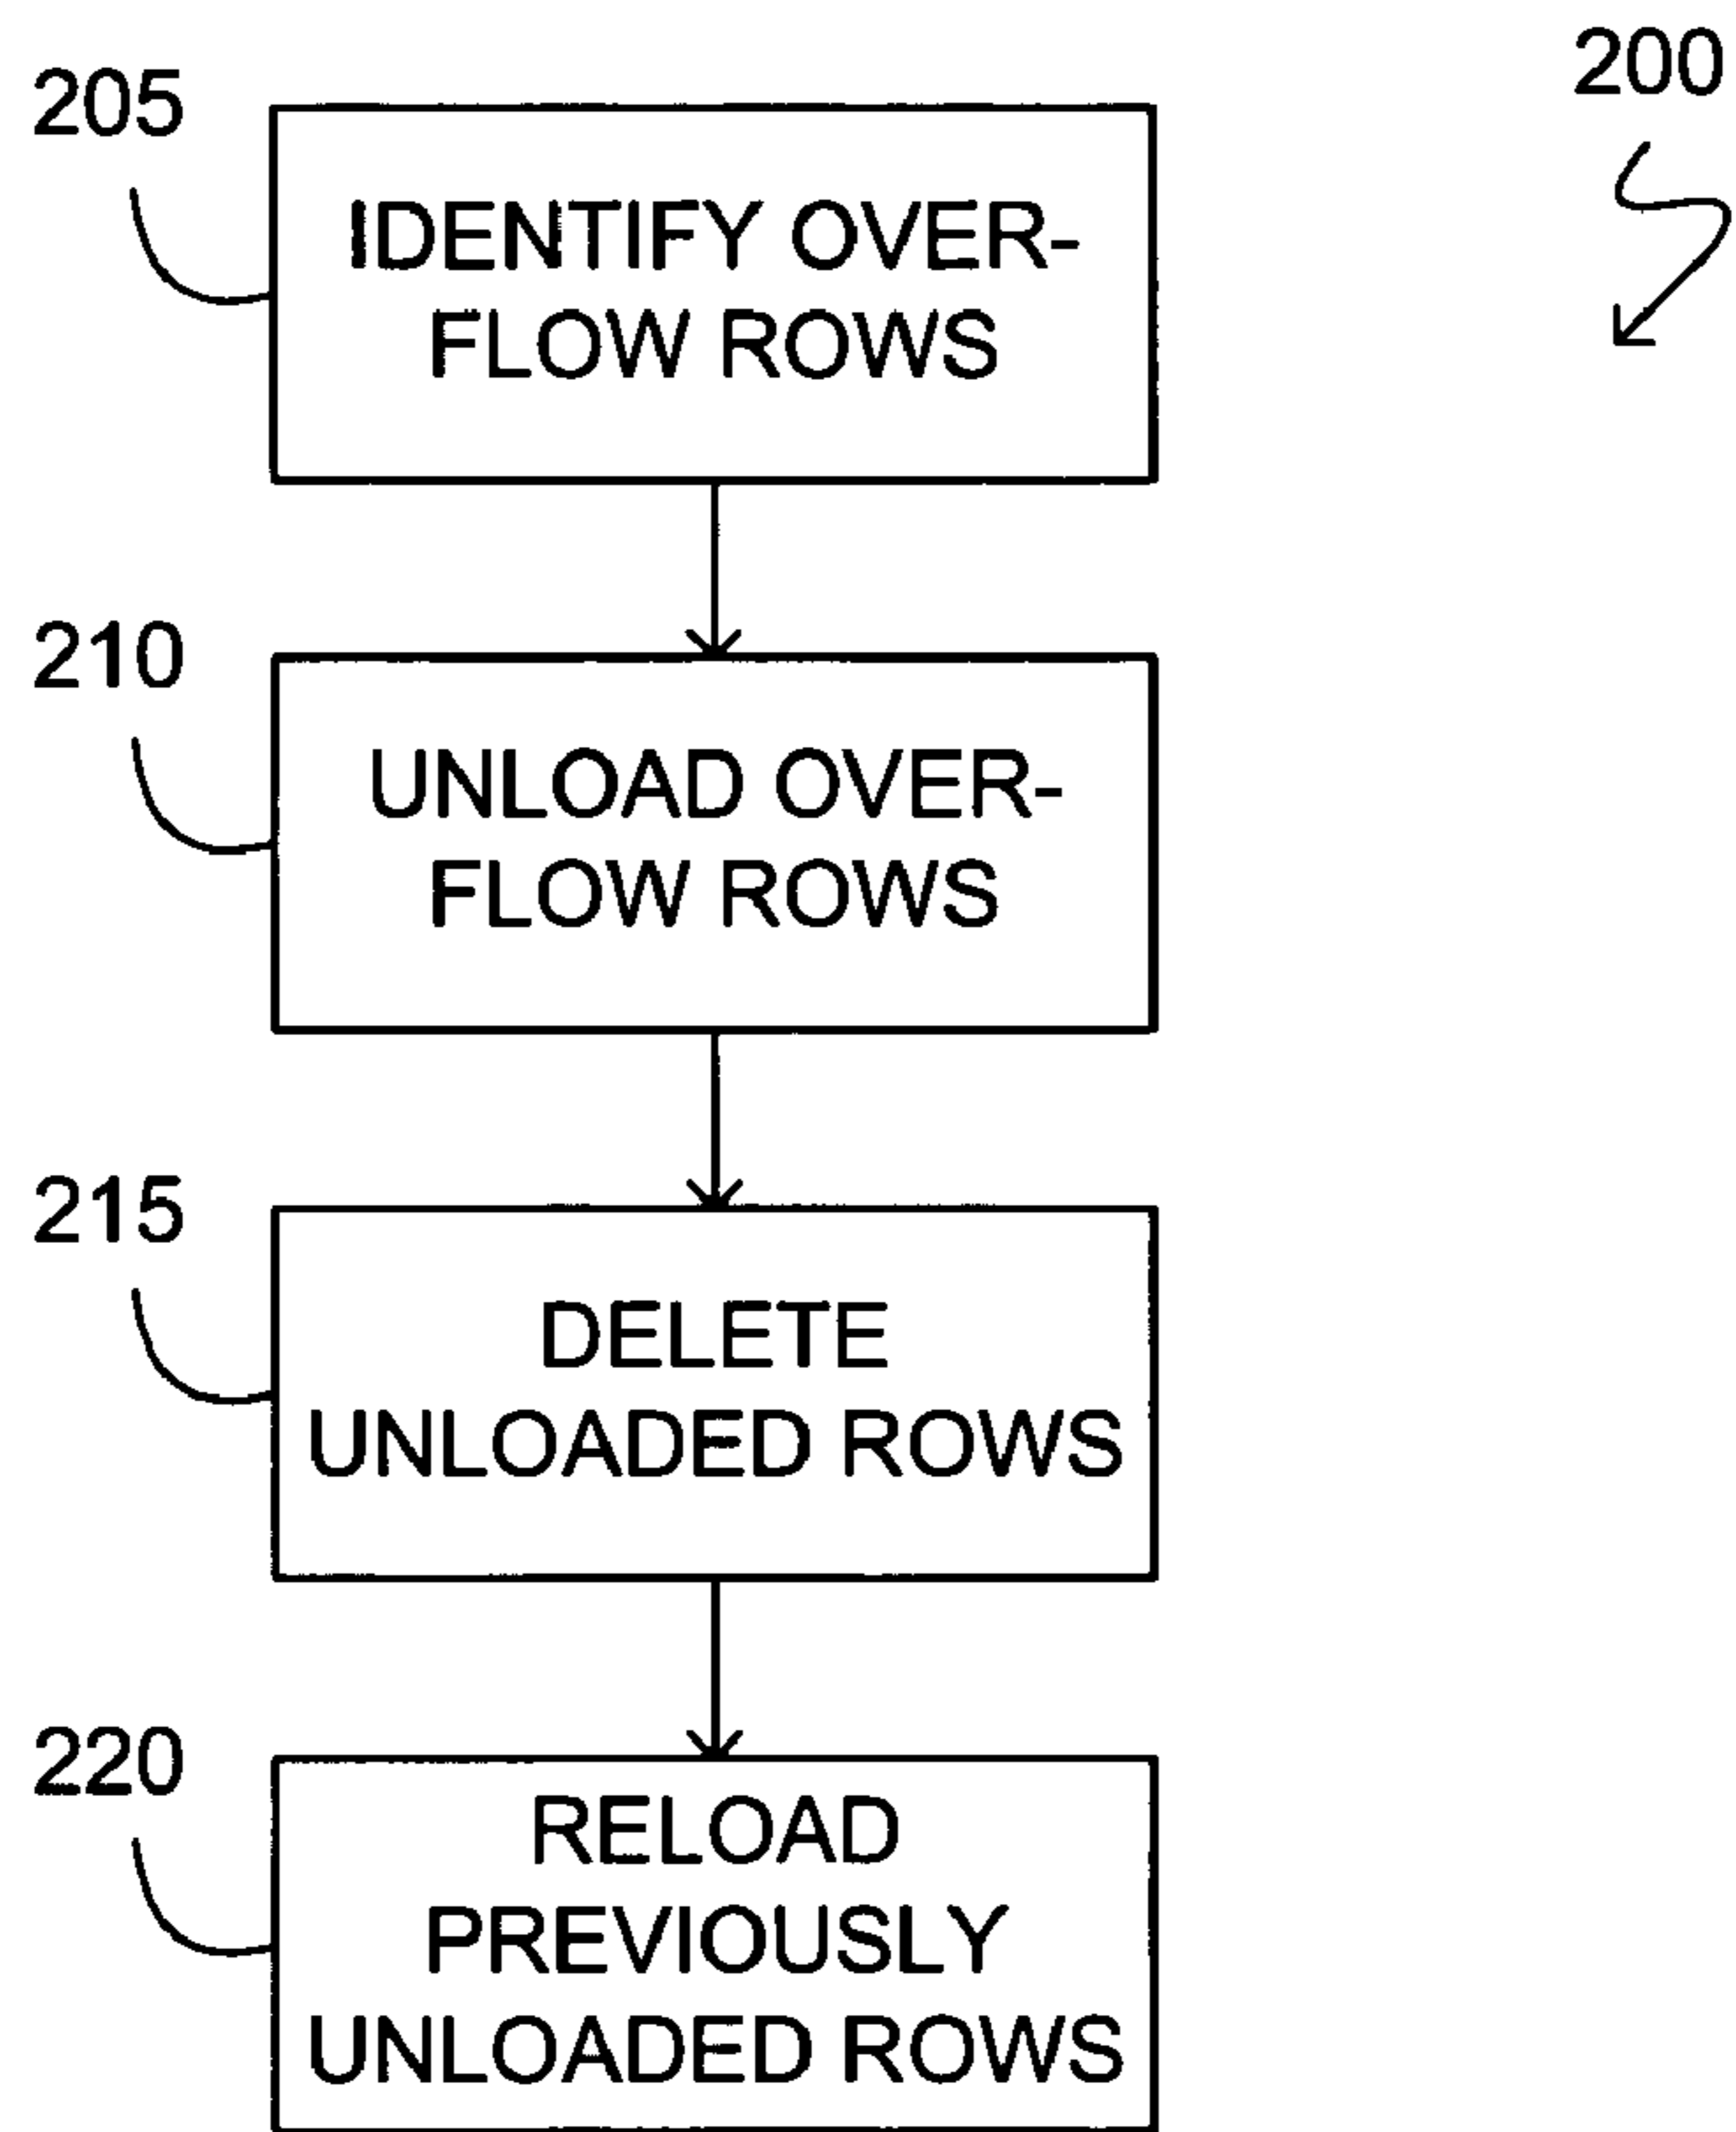 200
205
IDENTIFY OVER-
FLOW ROWS
210
UNLOAD OVER-
FLOW ROWS
215
DELETE
UNLOADED ROWS
220
RELOAD
PREVIOUSLY
UNLOADED ROWS